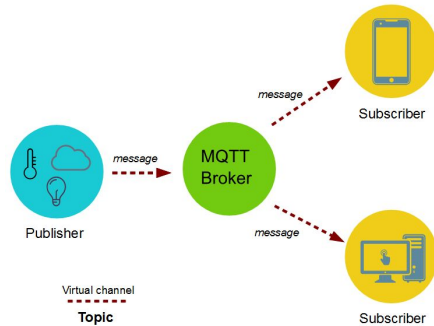 message
Subscriber
message
MQTT
Broker
Publisher
message
Subscriber
Virtual channel
Topic